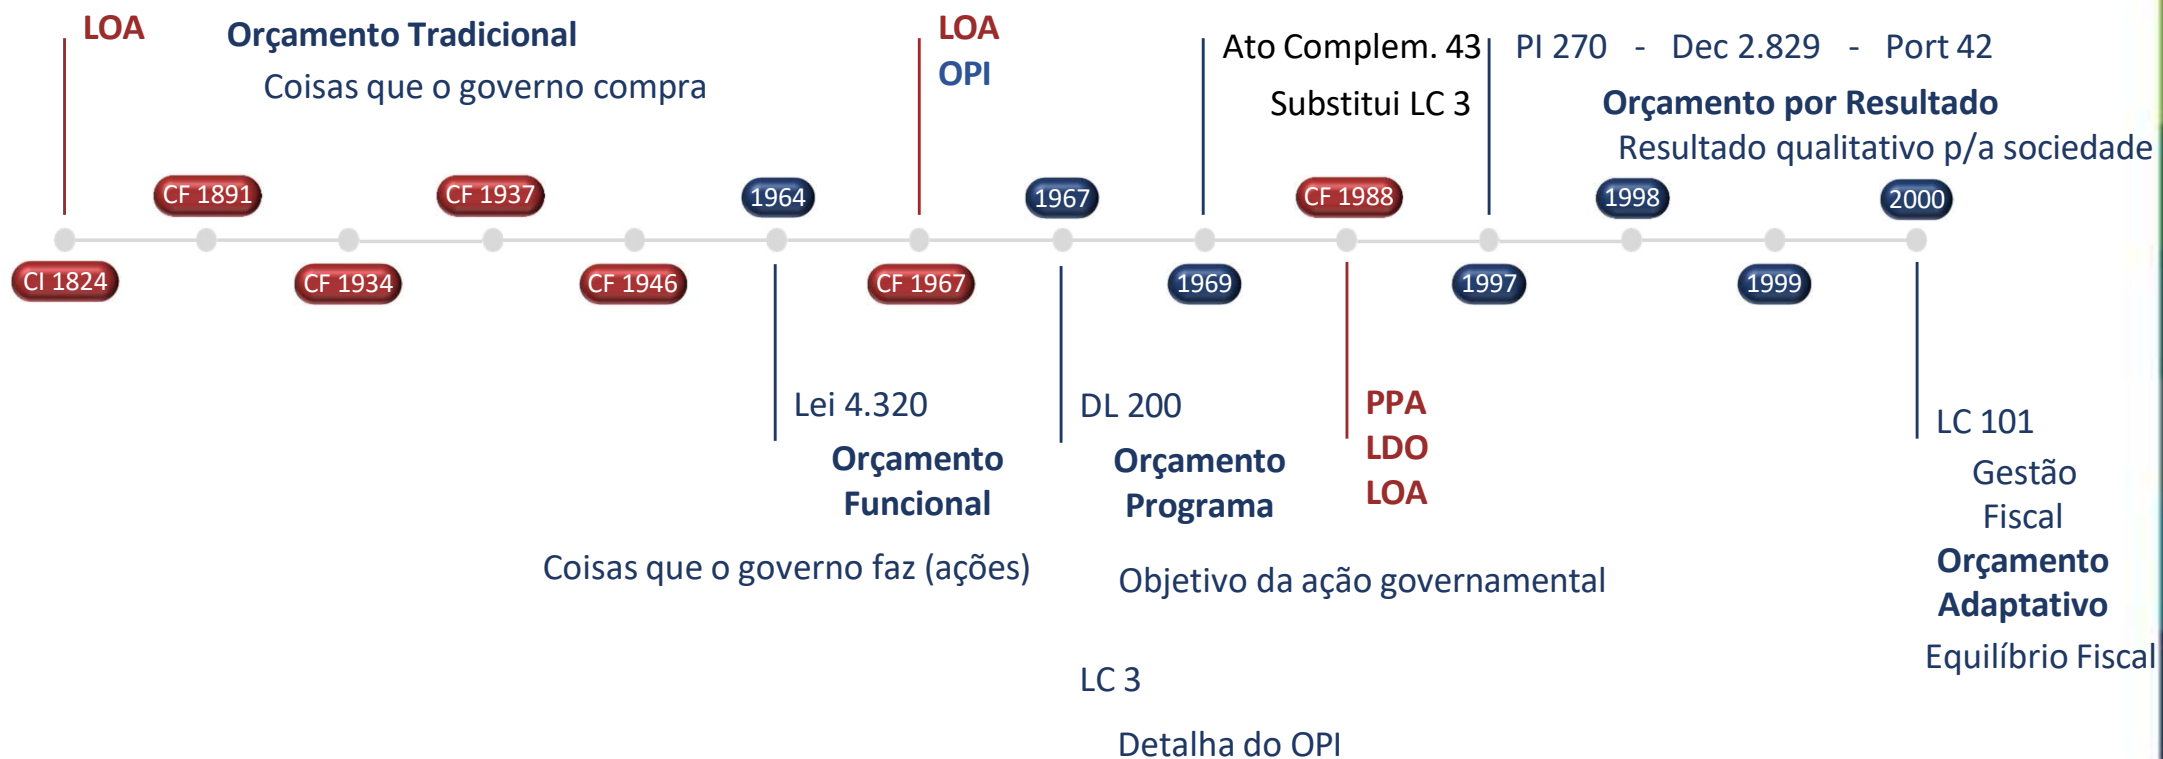 LOA
Orçamento Tradicional
Coisas que o governo compra
LOA
OPI
Ato Complem. 43
Substitui LC 3
PI 270 - Dec 2.829 - Port 42
Orçamento por Resultado
Resultado qualitativo p/a sociedade
CF 1891
CF 1937
1964
1967
CF 1988
1998
2000
CI 1824
CF 1934
CF 1946
CF 1967
1969
1997
1999
Lei 4.320
Orçamento
Funcional
Coisas que o governo faz (ações)
DL 200
Orçamento
Programa
Objetivo da ação governamental
LC 3
Detalha do OPI
PPA
LDO
LOA
LC 101
Gestão
Fiscal
Orçamento
Adaptativo
Equilíbrio Fiscal